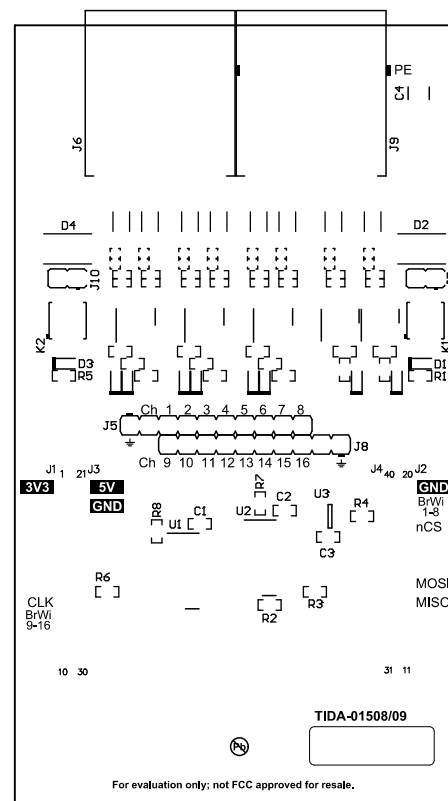 PE
C4
J6
J9
D4
D2
J10
K2
K1
D3
R5
D1
R1
Ch 1 2 3 4 5 6 7 8
J5
J8
Ch 9 10 11 12 13 14 15 16
J1 1 21 J3
J4 40 20 J2
3V3
5V
GND
GND
BrWi
1-8
nCS
R7
R8
U1
C1
U2
C2
U3
R4
C3
R6
R2
R3
CLK
BrWi
9-16
MOSI
MISO
10 30
31 11
TIDA-01508/09
Pb
For evaluation only; not FCC approved for resale.